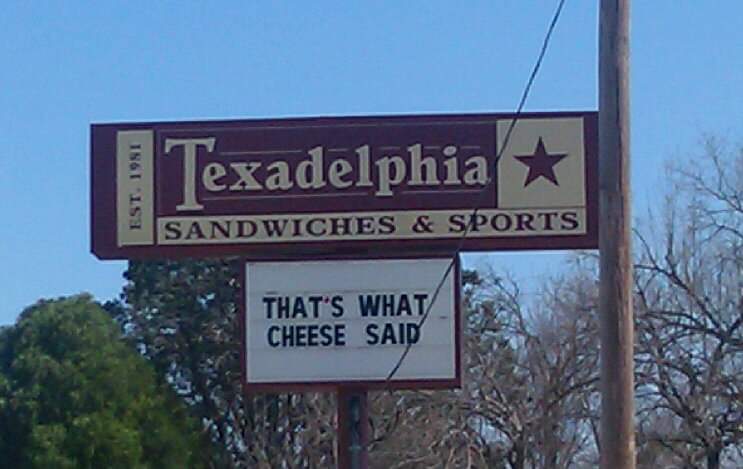 EST. 1981
Texadelphia
SANDWICHES & SPORTS
THAT'S WHAT
CHEESE SAID